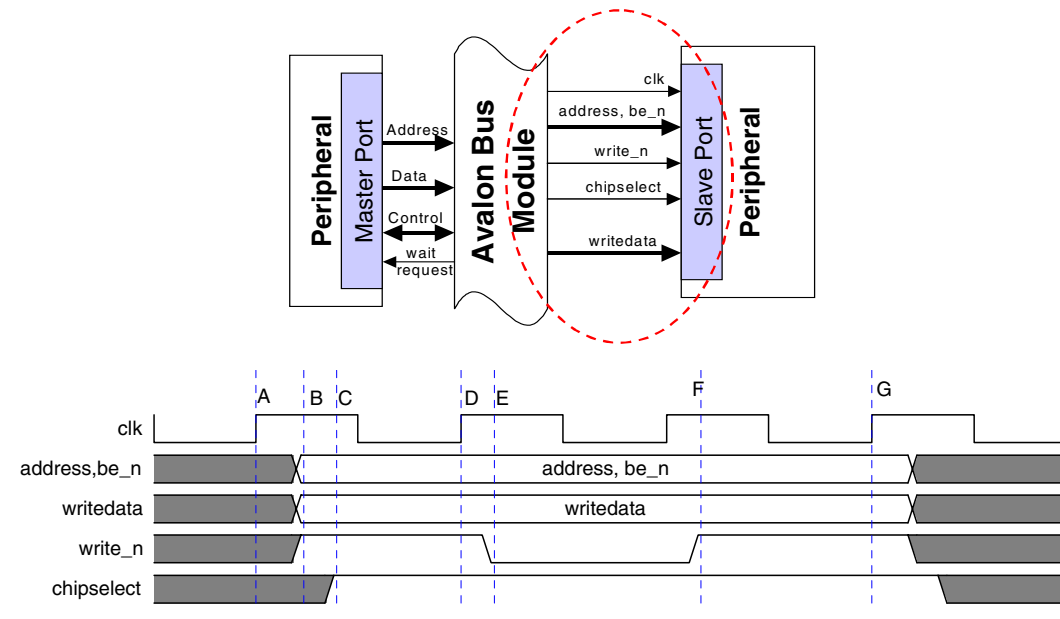 Peripheral
Master Port
Address
Data
Control
wait
request
Avalon Bus
Module
clk
address, be_n
write_n
chipselect
writedata
Slave Port
Peripheral
A
B
C
D
E
F
G
clk
address,be_n
address, be_n
writedata
writedata
write_n
chipselect